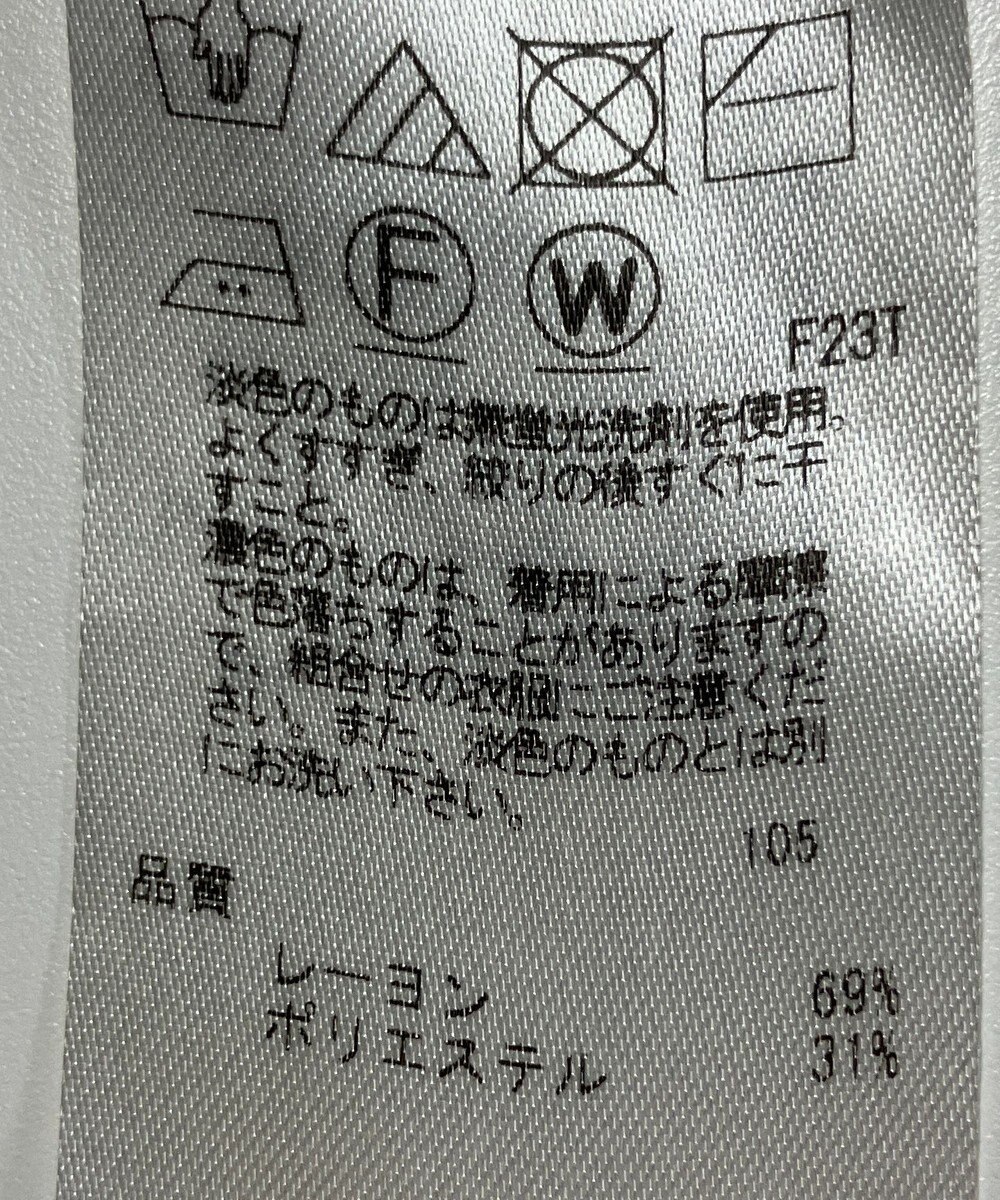 F
W
F23T
淡色のものは無蛍光洗剤を使用。
よくすすぎ、絞りの後すぐに干
すこと。
濃色のものは、着用による摩擦
で色落ちすることがありますの
で、組合せの衣服にご注意くだ
さい。また、淡色のものとは別
にお洗い下さい。
105
品質
レーヨン 69%
ポリエステル 31%